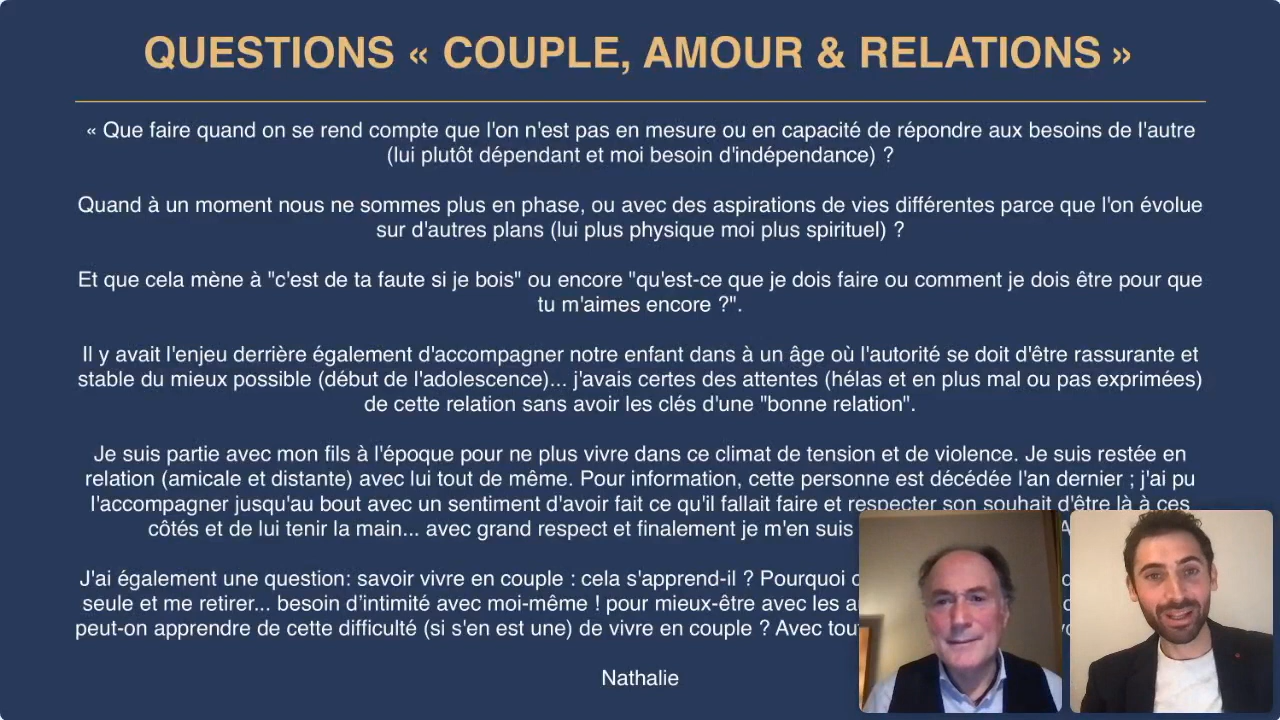 QUESTIONS « COUPLE, AMOUR & RELATIONS »
« Que faire quand on se rend compte que l'on n'est pas en mesure ou en capacité de répondre aux besoins de l'autre
(lui plutôt dépendant et moi besoin d'indépendance) ?
Quand à un moment nous ne sommes plus en phase, ou avec des aspirations de vies différentes parce que l'on évolue
sur d'autres plans (lui plus physique moi plus spirituel) ?
Et que cela mène à "c'est de ta faute si je bois" ou encore "qu'est-ce que je dois faire ou comment je dois être pour que
tu m'aimes encore ?".
Il y avait l'enjeu derrière également d'accompagner notre enfant dans à un âge où l'autorité se doit d'être rassurante et
stable du mieux possible (début de l'adolescence)... j'avais certes des attentes (hélas et en plus mal ou pas exprimées)
de cette relation sans avoir les clés d'une "bonne relation".
Je suis partie avec mon fils à l'époque pour ne plus vivre dans ce climat de tension et de violence. Je suis restée en
relation (amicale et distante) avec lui tout de même. Pour information, cette personne est décédée l'an dernier ; j'ai pu
l'accompagner jusqu'au bout avec un sentiment d'avoir fait ce qu'il fallait faire et respecter son souhait d'être là à ces
côtés et de lui tenir la main... avec grand respect et finalement je m'en suis
J'ai également une question: savoir vivre en couple : cela s'apprend-il ? Pourquoi
seule et me retirer... besoin d’intimité avec moi-même ! pour mieux-être avec les
peut-on apprendre de cette difficulté (si s'en est une) de vivre en couple ? Avec
Nathalie